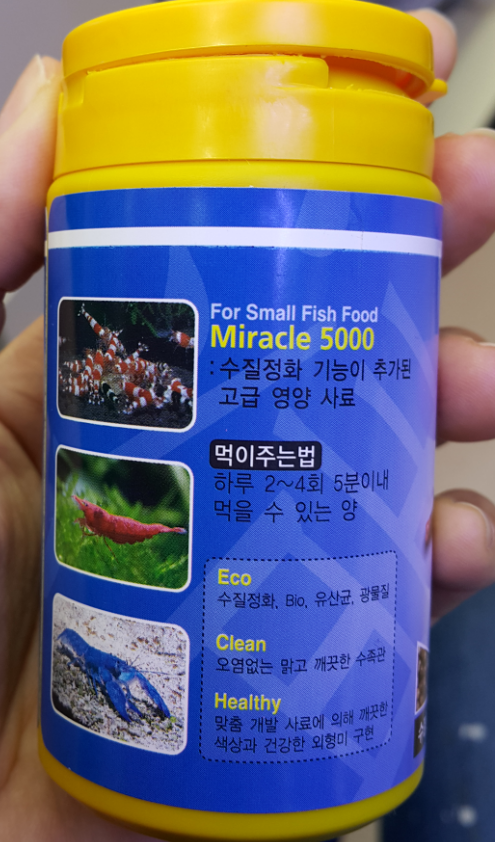 For Small Fish Food
Miracle 5000
: 수질정화 기능이 추가된
고급 영양 사료
먹이주는법
하루 2~4회 5분이내
먹을 수 있는 양
Eco
수질정화, Bio, 유산균, 광물질
Clean
오염없는 맑고 깨끗한 수족관
Healthy
맞춤 개발 사료에 의해 깨끗한
색상과 건강한 외형미 구현